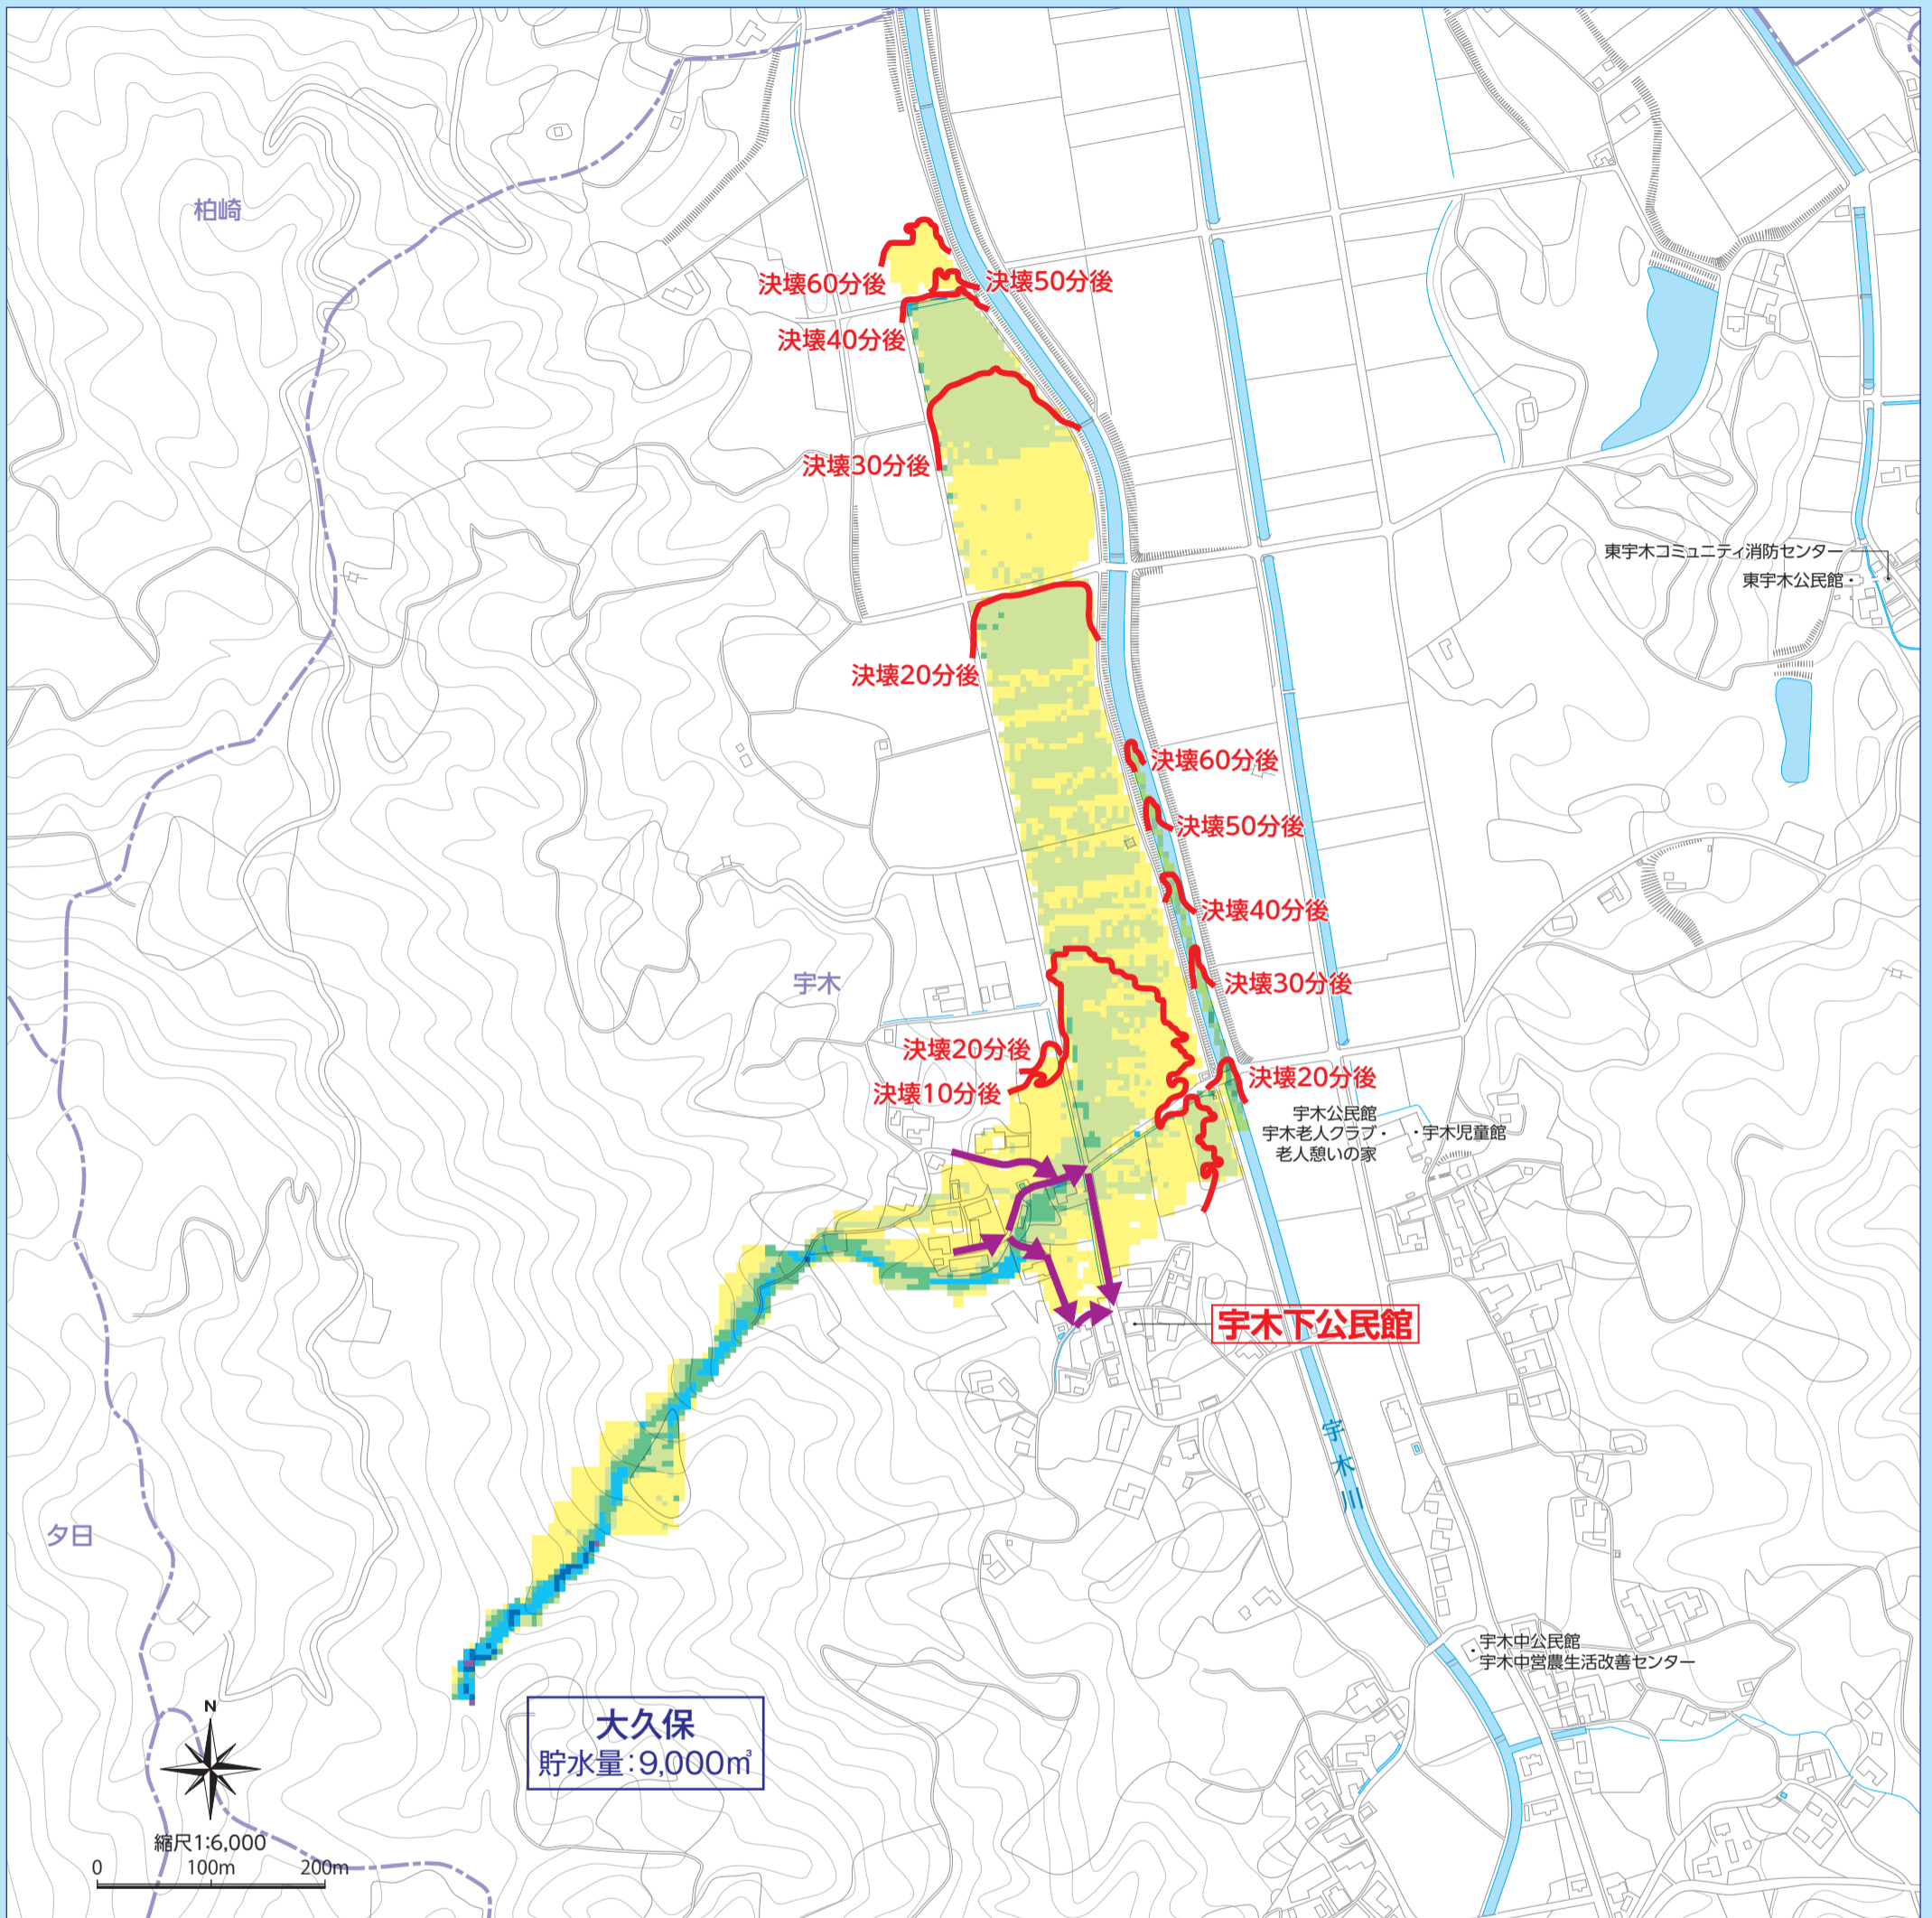 柏崎
決壊60分後
決壊50分後
決壊40分後
決壊30分後
東宇木コミュニティ消防センター
東宇木公民館
決壊20分後
決壊60分後
決壊50分後
決壊40分後
宇木
決壊30分後
決壊20分後
決壊10分後
決壊20分後
宇木公民館
宇木老人クラブ
老人憩いの家
宇木児童館
宇木下公民館
宇木川
夕日
宇木中公民館
宇木中営農生活改善センター
大久保
貯水量:9,000㎥
N
縮尺1:6,000
0 100m 200m